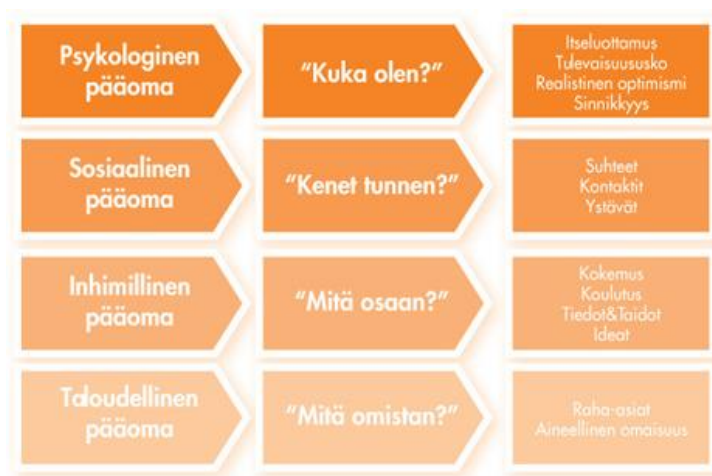 Psykologinen
pääoma
“Kuka olen?”
Itseluottamus
Tulevaisuususko
Realistinen optimismi
Sinnikkyys
Sosiaalinen
pääoma
“Kenet tunnen?”
Suhteet
Kontaktit
Ystävät
Inhimillinen
pääoma
“Mitä osaan?”
Kokemus
Koulutus
Tiedot&Taidot
Ideat
Taloudellinen
pääoma
“Mitä omistan?”
Raha-asiat
Aineellinen omaisuus